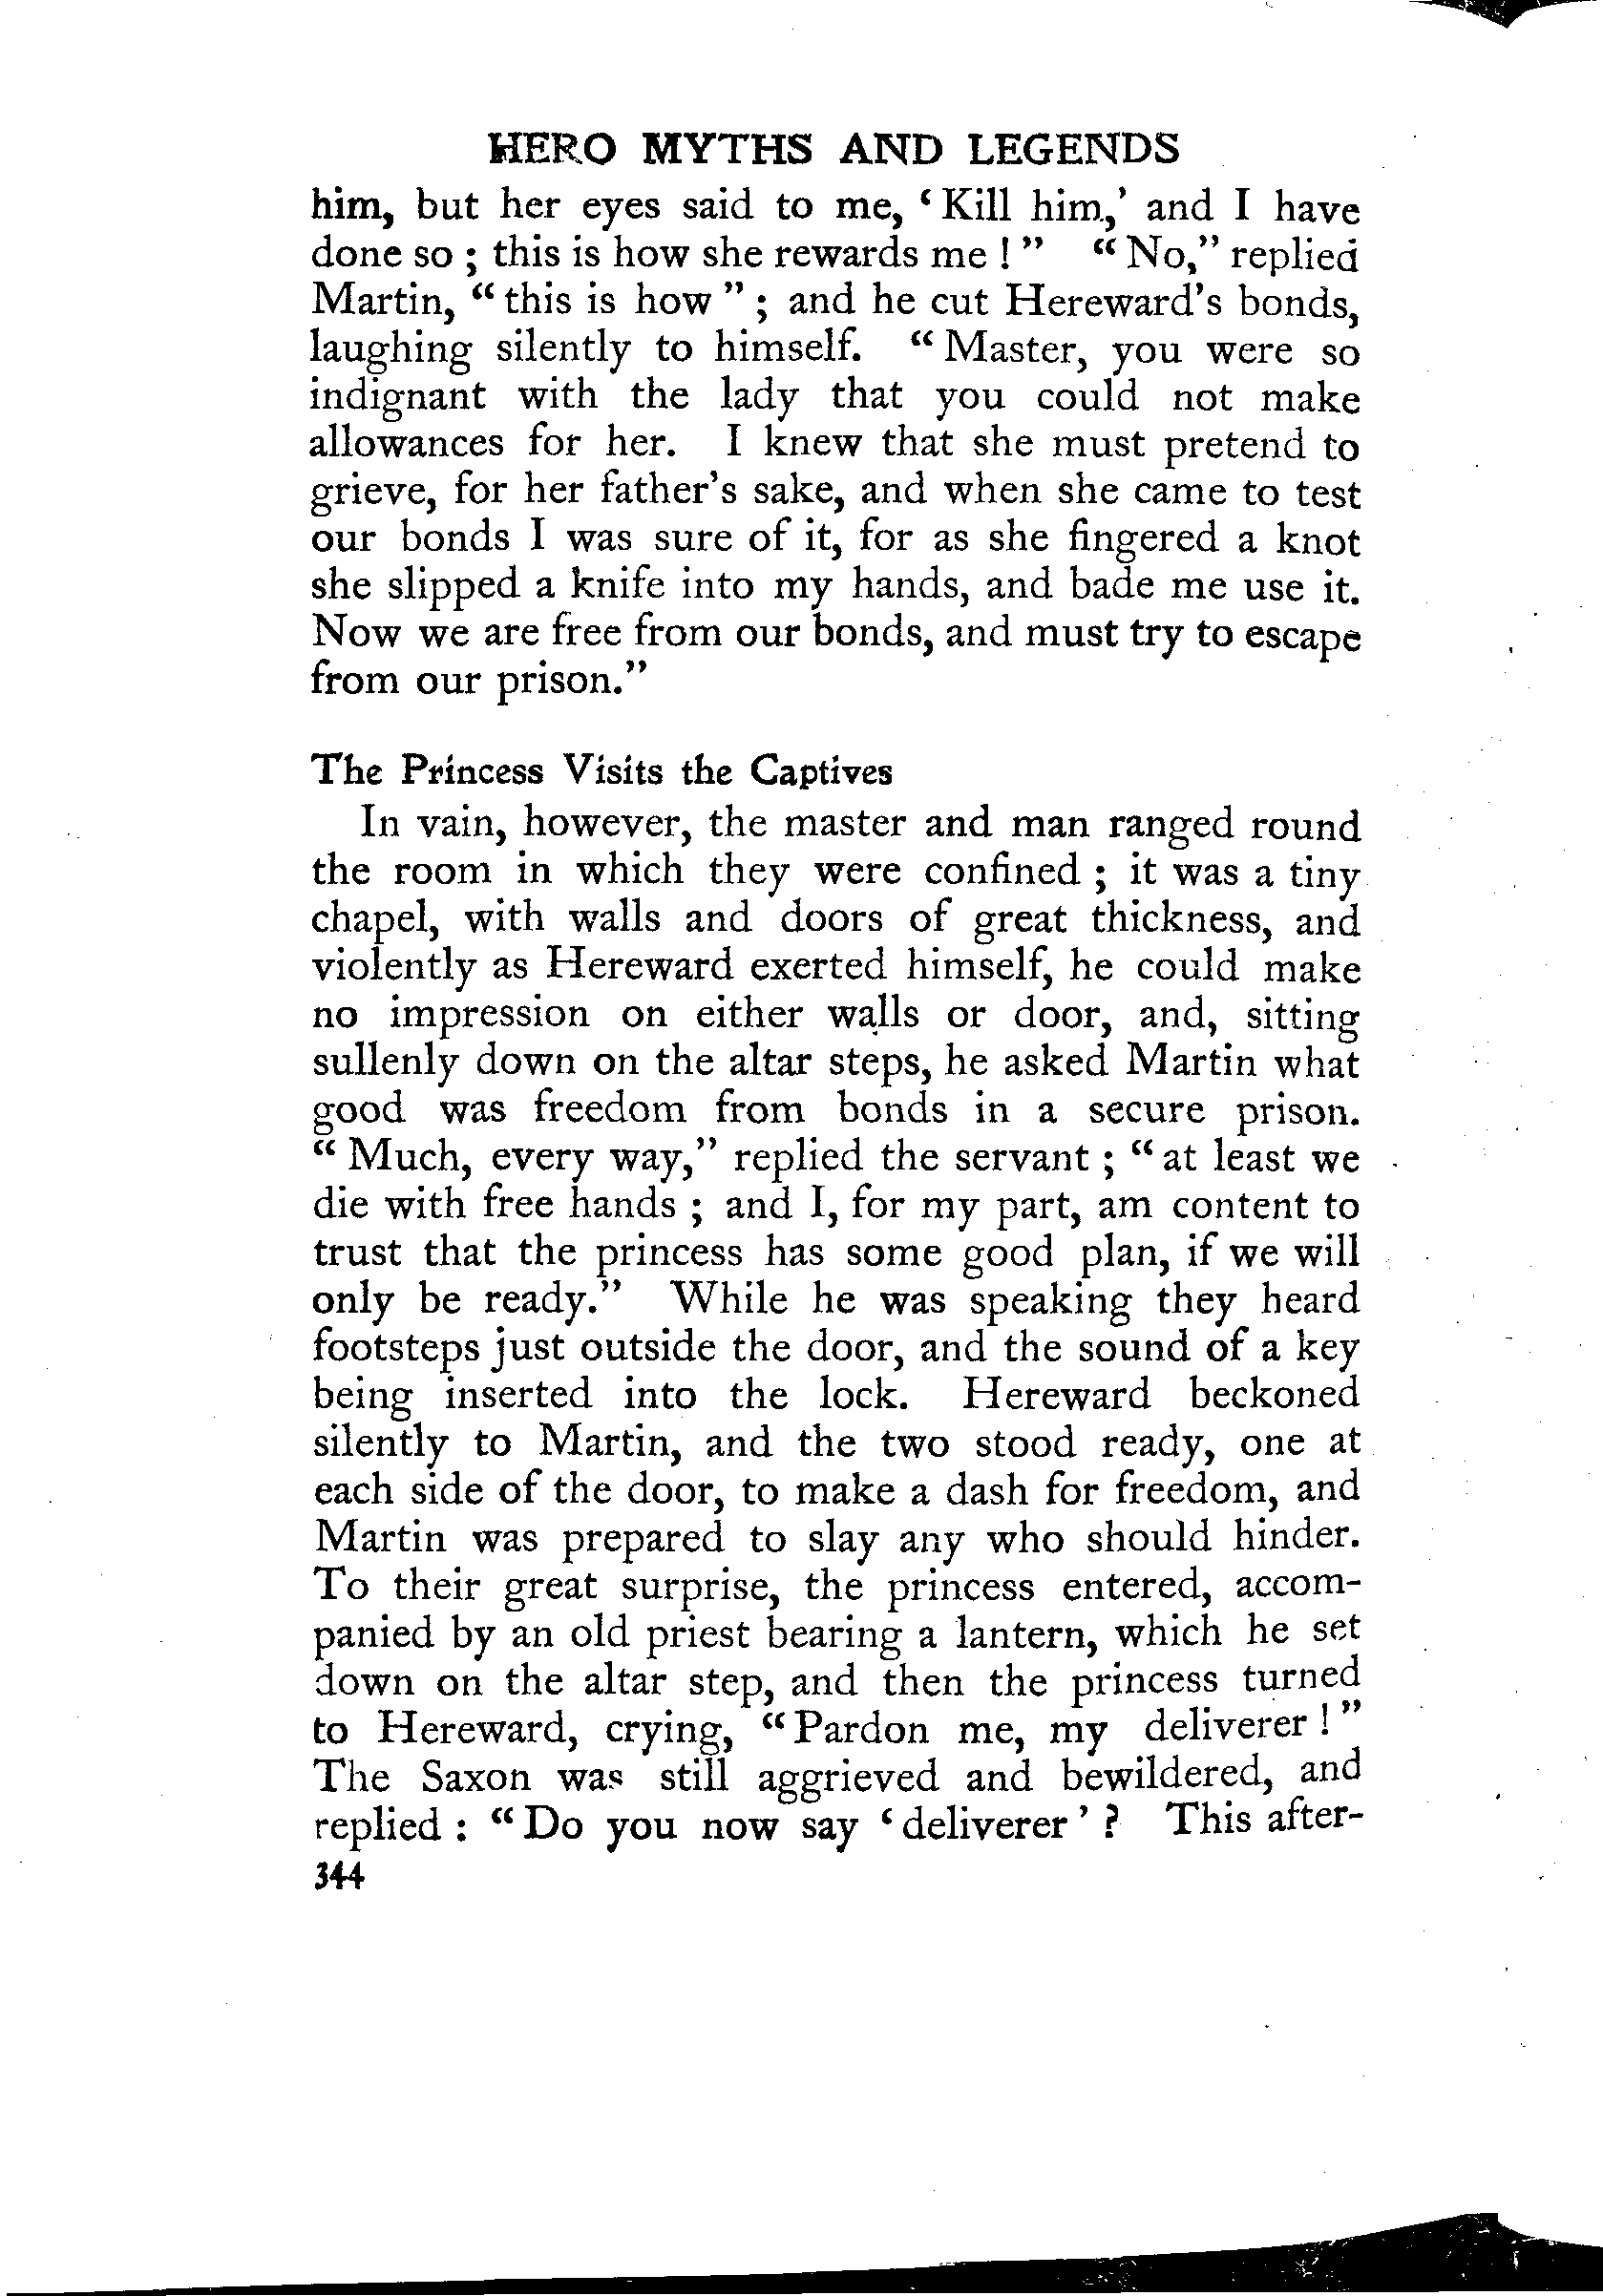 HERO MYTHS AND LEGENDS
him, but her eyes said to me, ‘Kill him,’ and I have
done so ; this is how she rewards me ! ” “ No,” replied
Martin, “ this is how ” ; and he cut Hereward's bonds,
laughing silently to himself. “ Master, you were so
indignant with the lady that you could not make
allowances for her. I knew that she must pretend to
grieve, for her father's sake, and when she came to test
our bonds I was sure of it, for as she fingered a knot
she slipped a knife into my hands, and bade me use it.
Now we are free from our bonds, and must try to escape
from our prison.”
The Princess Visits the Captives
In vain, however, the master and man ranged round
the room in which they were confined ; it was a tiny
chapel, with walls and doors of great thickness, and
violently as Hereward exerted himself, he could make
no impression on either walls or door, and, sitting
sullenly down on the altar steps, he asked Martin what
good was freedom from bonds in a secure prison.
“ Much, every way,” replied the servant ; “ at least we
die with free hands ; and I, for my part, am content to
trust that the princess has some good plan, if we will
only be ready.” While he was speaking they heard
footsteps just outside the door, and the sound of a key
being inserted into the lock. Hereward beckoned
silently to Martin, and the two stood ready, one at
each side of the door, to make a dash for freedom, and
Martin was prepared to slay any who should hinder.
To their great surprise, the princess entered, accom-
panied by an old priest bearing a lantern, which he set
down on the altar step, and then the princess turned
to Hereward, crying, “ Pardon me, my deliverer ! ”
The Saxon was still aggrieved and bewildered, and
replied : “ Do you now say ‘ deliverer ’ ? This after-
344